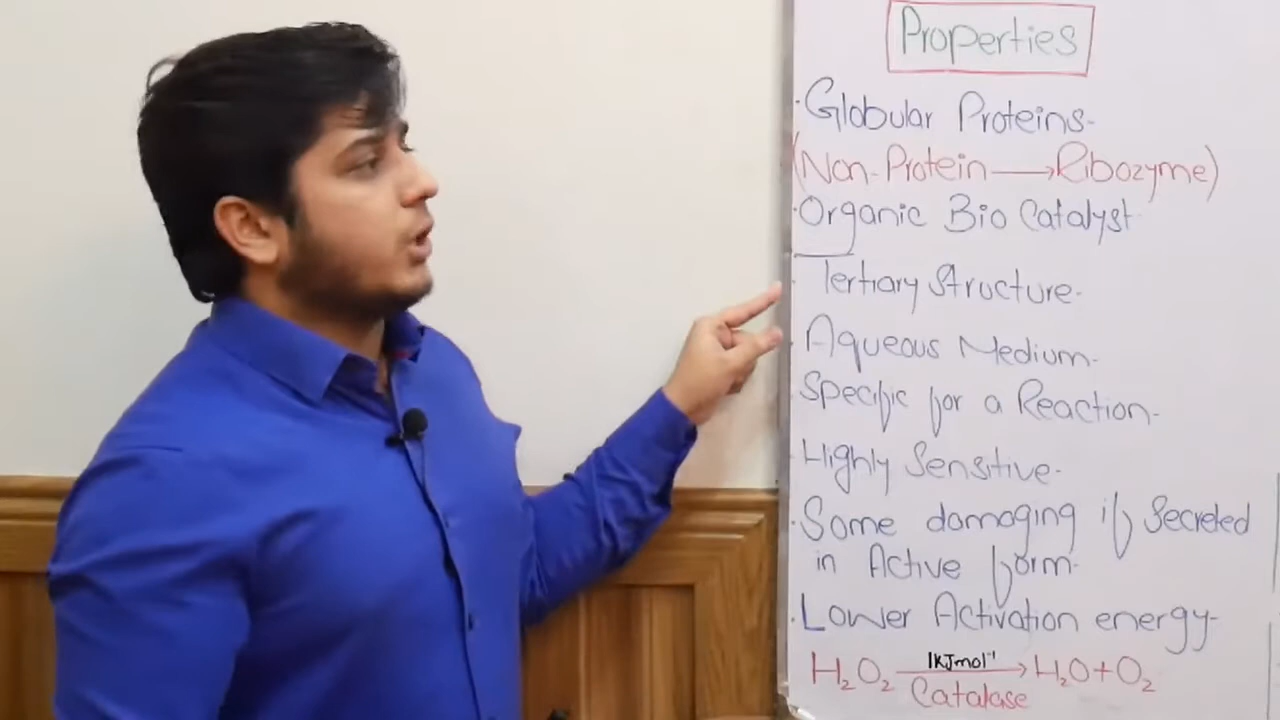 Properties
· Globular Proteins-
(Non-Protein → Ribozyme)
· Organic Bio Catalyst
· Tertiary Structure.
· Aqueous Medium.
Specific for a Reaction.
· Highly Sensitive.
· Some damaging if Secreted
in Active form.
· Lower Activation energy-
H₂O₂ 1KJmol⁻¹→ H₂O + O₂
Catalase